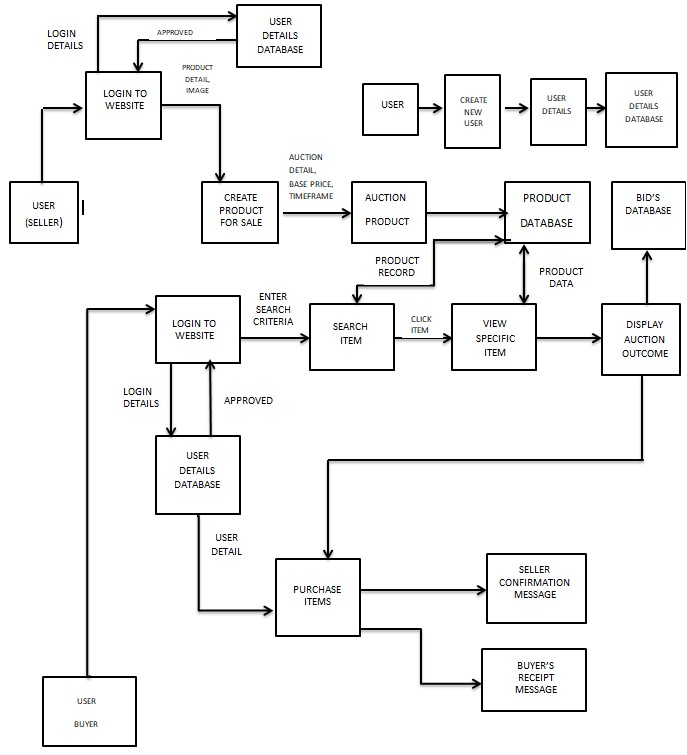 USER
DETAILS
DATABASE
LOGIN
DETAILS
APPROVED
PRODUCT
DETAIL,
IMAGE
LOGIN TO
WEBSITE
USER
CREATE
NEW
USER
USER
DETAILS
USER
DETAILS
DATABASE
USER
(SELLER)
CREATE
PRODUCT
FOR SALE
AUCTION
DETAIL,
BASE PRICE,
TIMEFRAME
AUCTION
PRODUCT
PRODUCT
DATABASE
BID'S
DATABASE
PRODUCT
RECORD
PRODUCT
DATA
LOGIN TO
WEBSITE
ENTER
SEARCH
CRITERIA
SEARCH
ITEM
CLICK
ITEM
VIEW
SPECIFIC
ITEM
DISPLAY
AUCTION
OUTCOME
LOGIN
DETAILS
APPROVED
USER
DETAILS
DATABASE
USER
DETAIL
PURCHASE
ITEMS
SELLER
CONFIRMATION
MESSAGE
BUYER'S
RECEIPT
MESSAGE
USER
BUYER